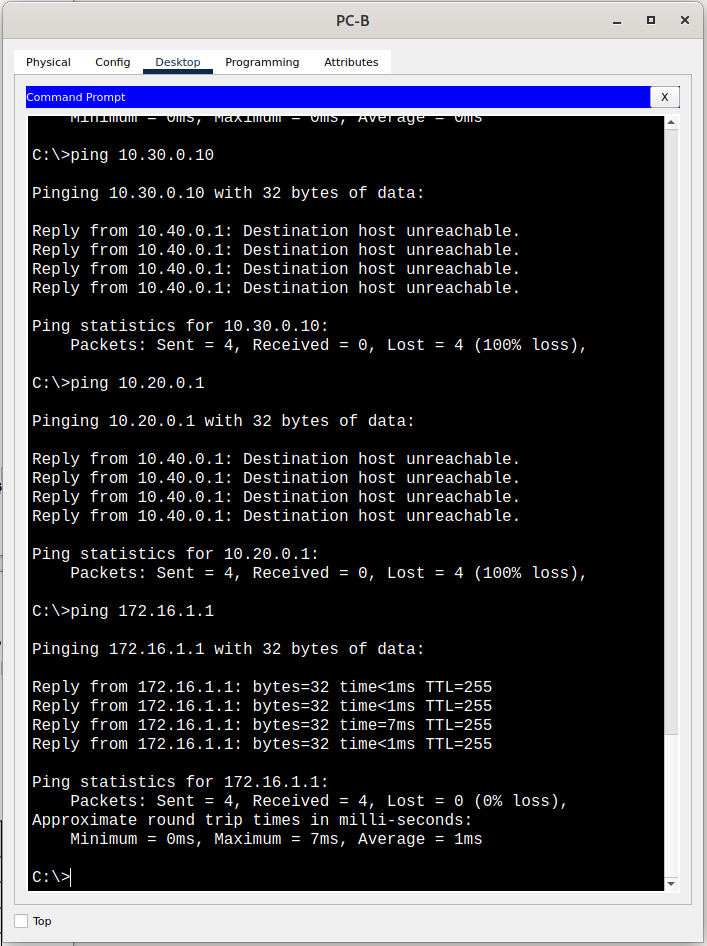 PC-B
Physical Config Desktop Programming Attributes
Command Prompt X
Minimum = 0ms, Maximum = 0ms, Average = 0ms
C:\>ping 10.30.0.10
Pinging 10.30.0.10 with 32 bytes of data:
Reply from 10.40.0.1: Destination host unreachable.
Reply from 10.40.0.1: Destination host unreachable.
Reply from 10.40.0.1: Destination host unreachable.
Reply from 10.40.0.1: Destination host unreachable.
Ping statistics for 10.30.0.10:
Packets: Sent = 4, Received = 0, Lost = 4 (100% loss),
C:\>ping 10.20.0.1
Pinging 10.20.0.1 with 32 bytes of data:
Reply from 10.40.0.1: Destination host unreachable.
Reply from 10.40.0.1: Destination host unreachable.
Reply from 10.40.0.1: Destination host unreachable.
Reply from 10.40.0.1: Destination host unreachable.
Ping statistics for 10.20.0.1:
Packets: Sent = 4, Received = 0, Lost = 4 (100% loss),
C:\>ping 172.16.1.1
Pinging 172.16.1.1 with 32 bytes of data:
Reply from 172.16.1.1: bytes=32 time<1ms TTL=255
Reply from 172.16.1.1: bytes=32 time<1ms TTL=255
Reply from 172.16.1.1: bytes=32 time=7ms TTL=255
Reply from 172.16.1.1: bytes=32 time<1ms TTL=255
Ping statistics for 172.16.1.1:
Packets: Sent = 4, Received = 4, Lost = 0 (0% loss),
Approximate round trip times in milli-seconds:
Minimum = 0ms, Maximum = 7ms, Average = 1ms
C:\>
Top